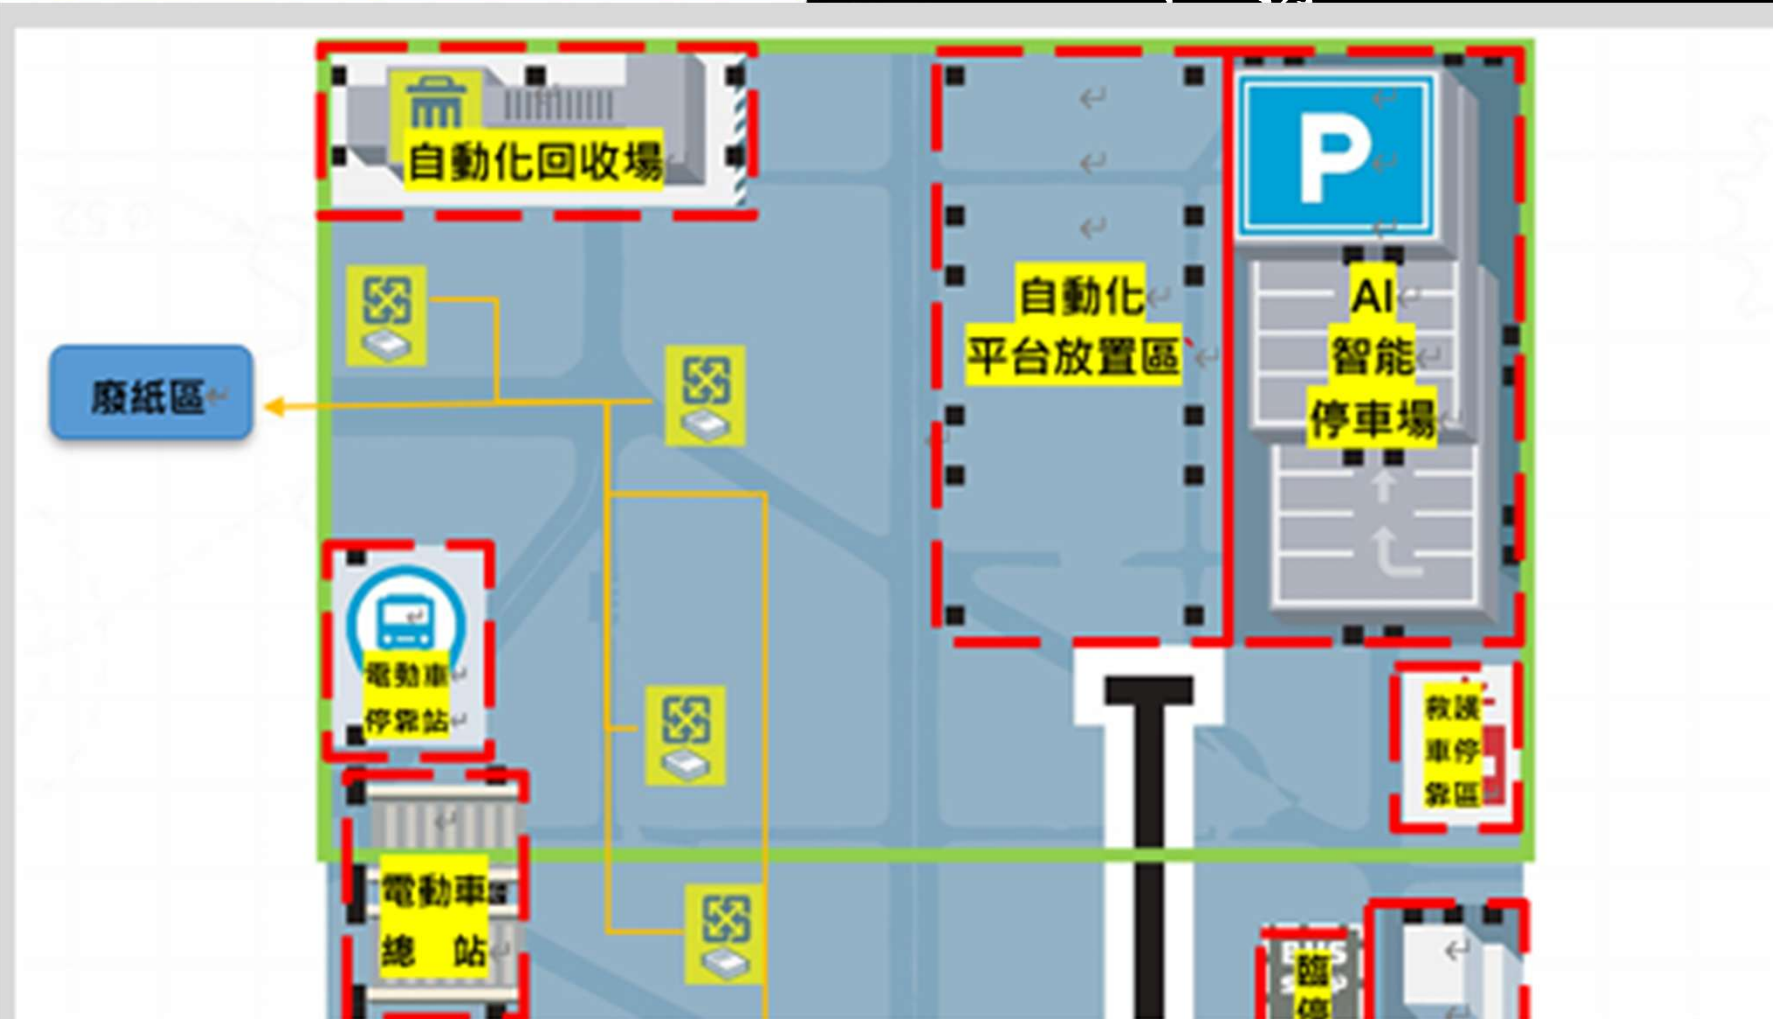 自動化回收場
P
自動化
平台放置區
AI
智能
停車場
廢紙區
電動車
停靠站
救護
車停
靠區
電動車
總 站
臨
停